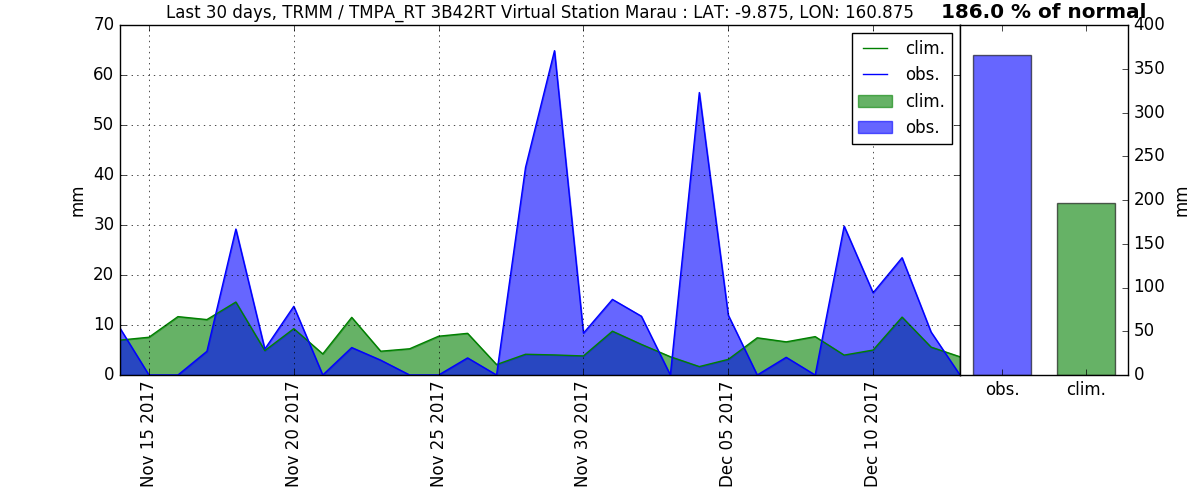 Last 30 days, TRMM / TMPA_RT 3B42RT Virtual Station Marau : LAT: -9.875, LON: 160.875
186.0 % of normal
70
60
50
40
30
20
10
0
mm
clim.
obs.
clim.
obs.
400
350
300
250
200
150
100
50
0
mm
obs.
clim.
Nov 15 2017
Nov 20 2017
Nov 25 2017
Nov 30 2017
Dec 05 2017
Dec 10 2017